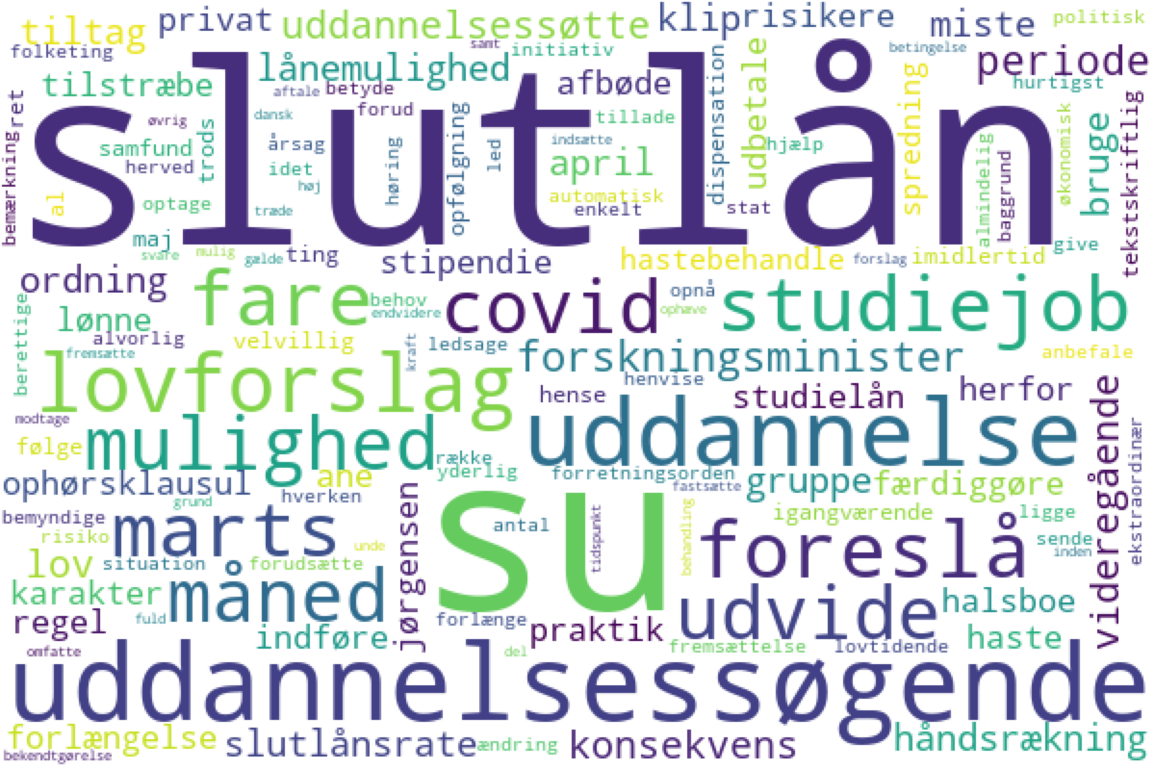 tiltag privat uddannelsessøtte klip risikere miste politisk
folketing samt initiativ betingelse periode
tilstræbe lånemulighed afbøde hurtigst
ret aftale betyde forud tillade dispensation udbetale spredning økonomisk bruge tekstskriftlig
slutlån
bemærkning øvrig dansk indsætte hjælp
samfund trods årsag høring opfølgning led april almindelig baggrund
herved idet høj automatisk
al optage træde enkelt stat
maj ting give
svare mulig gælde stipendie hastebehandle forslag imidlertid
ordning fare behov covid opnå studiejob
berettige lønne endvidere ophæve
alvorlig velvillig ledsage forskningsminister anbefale
fremsætte kraft
lovforslag henvise
hense studielån herfor
modtage mulighed uddannelse videregående ekstraordinær
følge række
ophørsklausul ane yderlig forretningsorden gruppe færdiggøre
hverken fastsætte
grund su
bemyndige marts jørgensen antal tidspunkt behandling igangværende ligge
risiko unde foreslå sende
lov situation forudsætte inden
karakter måned udvide halsboe
fuld forlænge
regel indføre praktik haste
omfatte del fremsættelse lovtidende
uddannelsessøgende
forlængelse slutlånsrate ændring konsekvens håndsrækning
bekendtgørelse